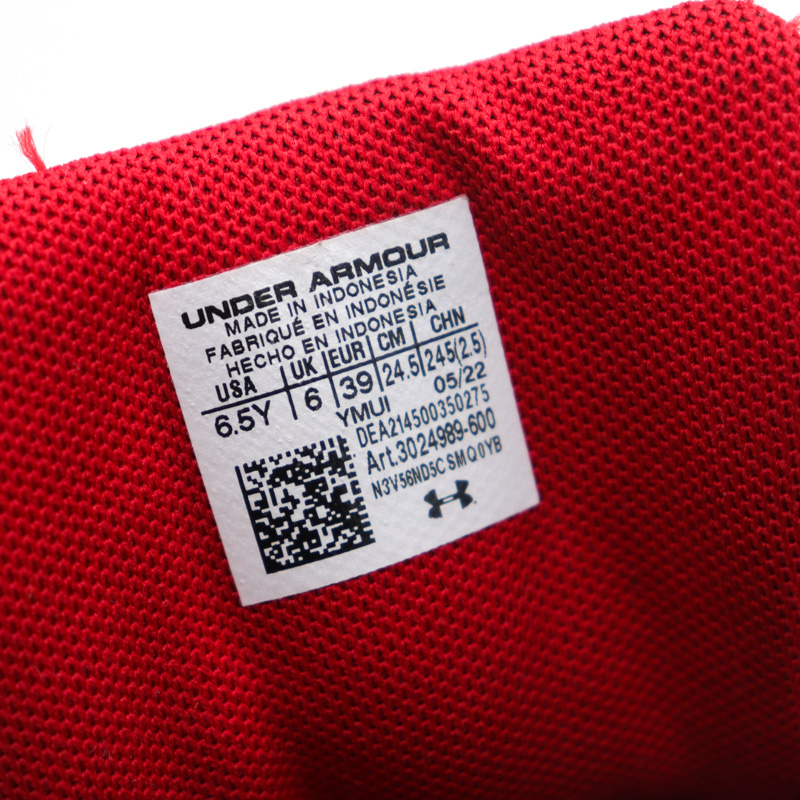 UNDER ARMOUR
MADE IN INDONESIA
FABRIQUÉ EN INDONÉSIE
HECHO EN INDONESIA
USA UK EUR CM CHN
6.5Y 6 39 24.5 245(2.5)
YMUI 05/22
DEA214500350275
Art.3024989-600
N3V56ND5C SMQ0YB